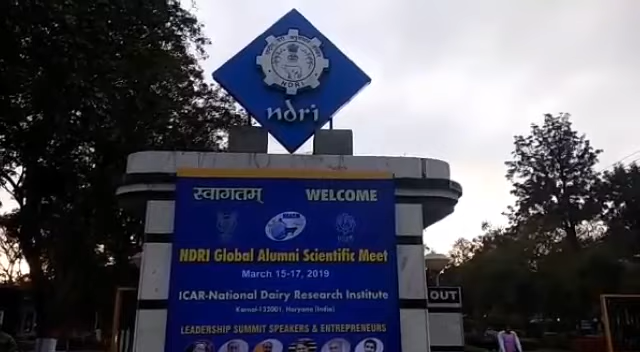 NDRI
ndri
स्वागतम् WELCOME
NDRI Global Alumni Scientific Meet
March 15-17, 2019
ICAR-National Dairy Research Institute
Karnal-132001, Haryana (India)
LEADERSHIP SUMMIT SPEAKERS & ENTREPRENEURS
OUT